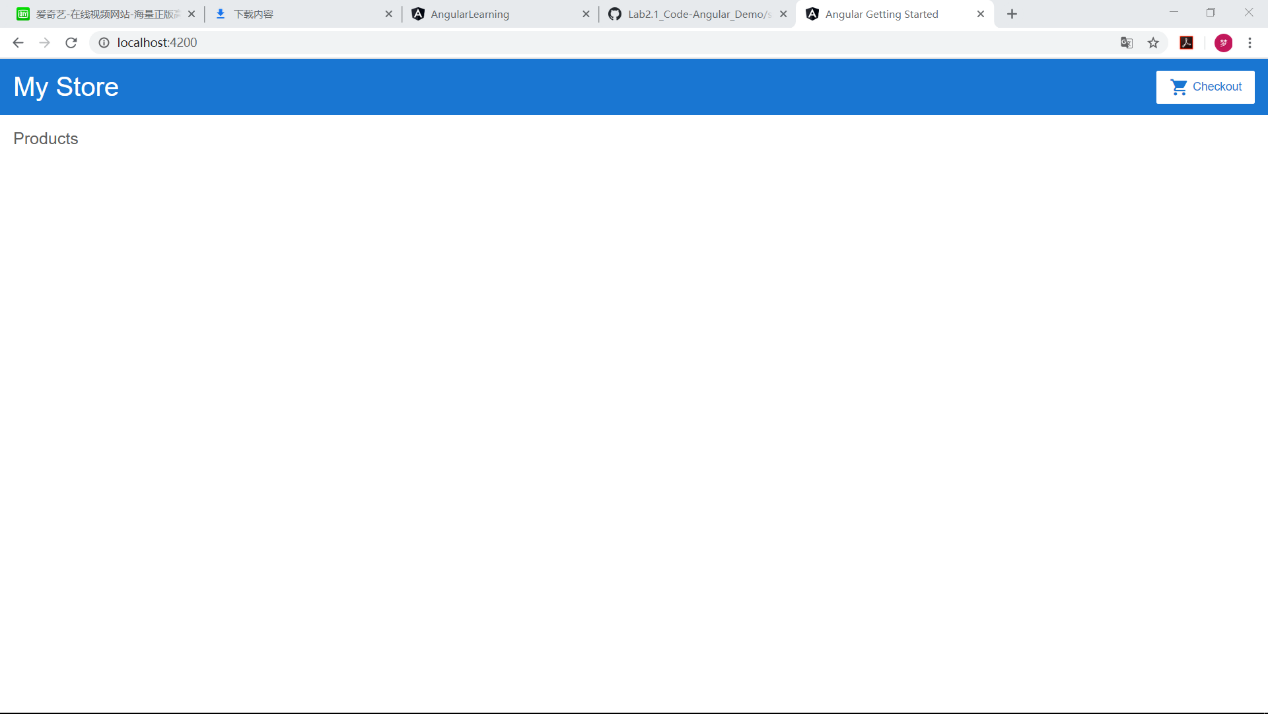 爱奇艺-在线视频网站-海量正版
下载内容
AngularLearning
Lab2.1_Code-Angular_Demo/
Angular Getting Started
localhost:4200
梦
My Store
Checkout
Products